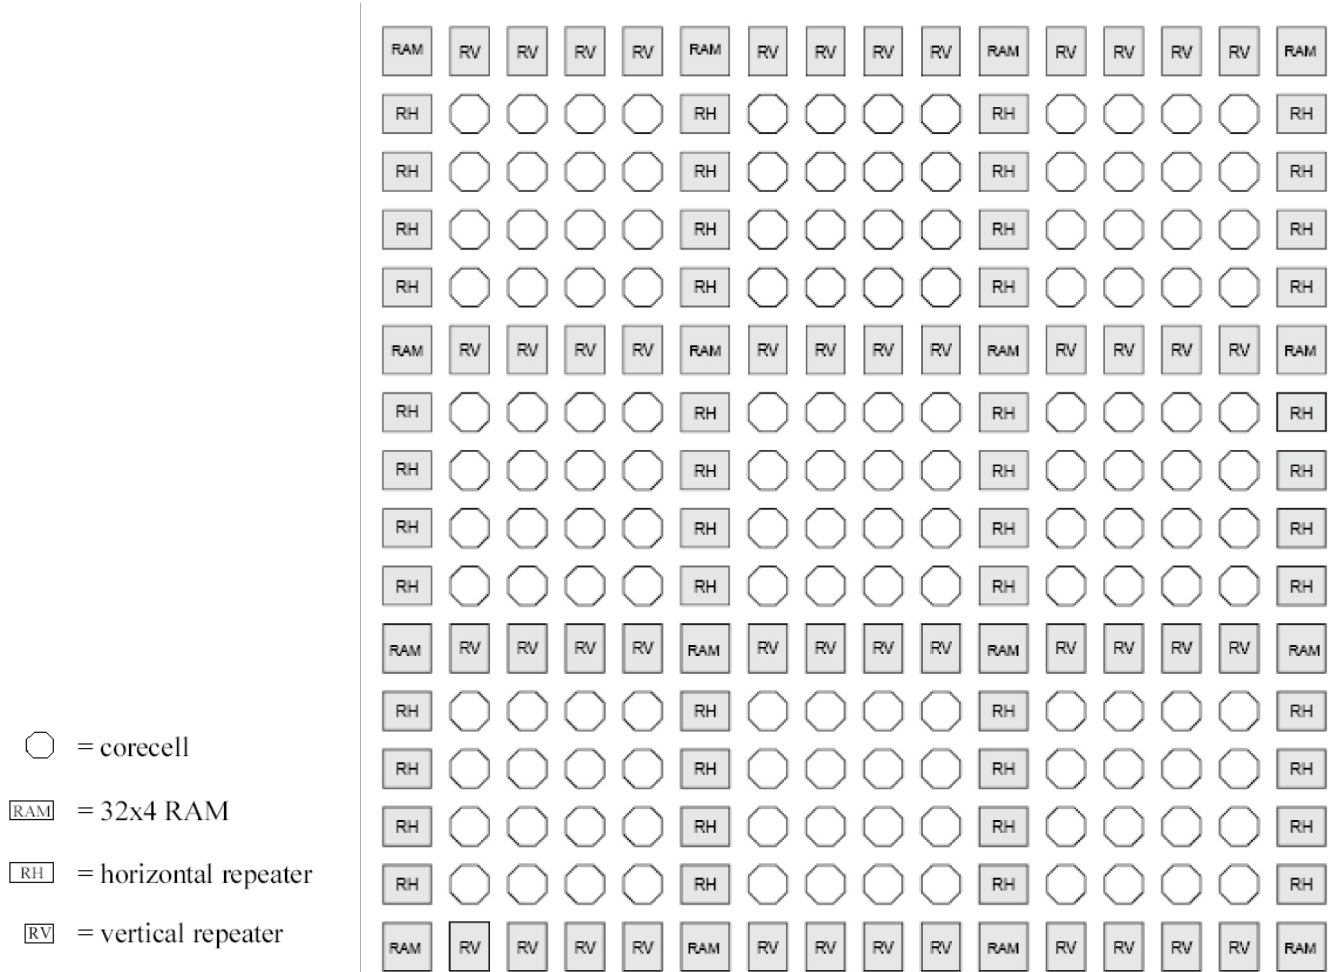 RAM RV RV RV RV RAM RV RV RV RV RAM RV RV RV RV RAM
RH RH RH RH
RH RH RH RH
RH RH RH RH
RH RH RH RH
RAM RV RV RV RV RAM RV RV RV RV RAM RV RV RV RV RAM
RH RH RH RH
RH RH RH RH
RH RH RH RH
RH RH RH RH
RAM RV RV RV RV RAM RV RV RV RV RAM RV RV RV RV RAM
RH RH RH RH
RH RH RH RH
RH RH RH RH
RH RH RH RH
RAM RV RV RV RV RAM RV RV RV RV RAM RV RV RV RV RAM
= corecell
RAM = 32x4 RAM
RH = horizontal repeater
RV = vertical repeater